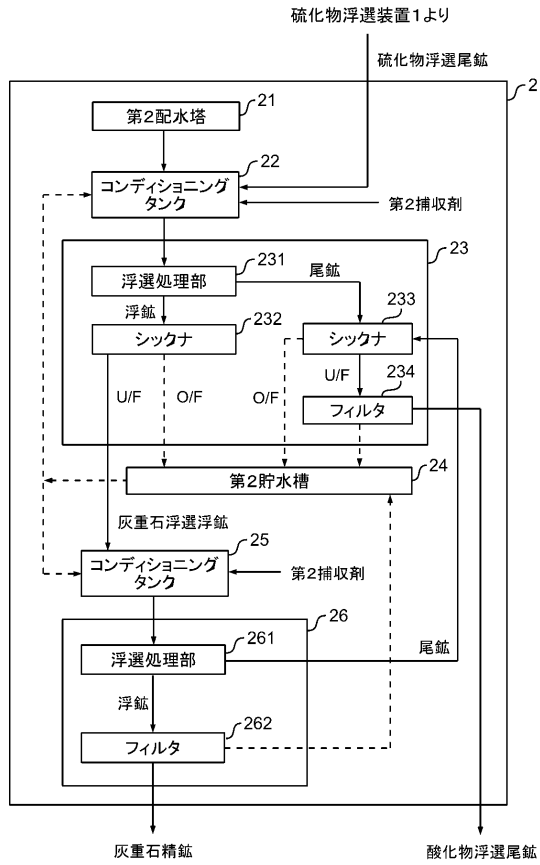 硫化物浮選装置1より
硫化物浮選尾鉱
2
21
第2配水塔
22
コンディショニング
タンク
第2捕収剤
23
231
浮選処理部
尾鉱
浮鉱
232
シックナ
233
シックナ
U/F
O/F
O/F
U/F
234
フィルタ
24
第2貯水槽
灰重石浮選浮鉱
25
コンディショニング
タンク
第2捕収剤
26
261
浮選処理部
尾鉱
浮鉱
262
フィルタ
灰重石精鉱
酸化物浮選尾鉱